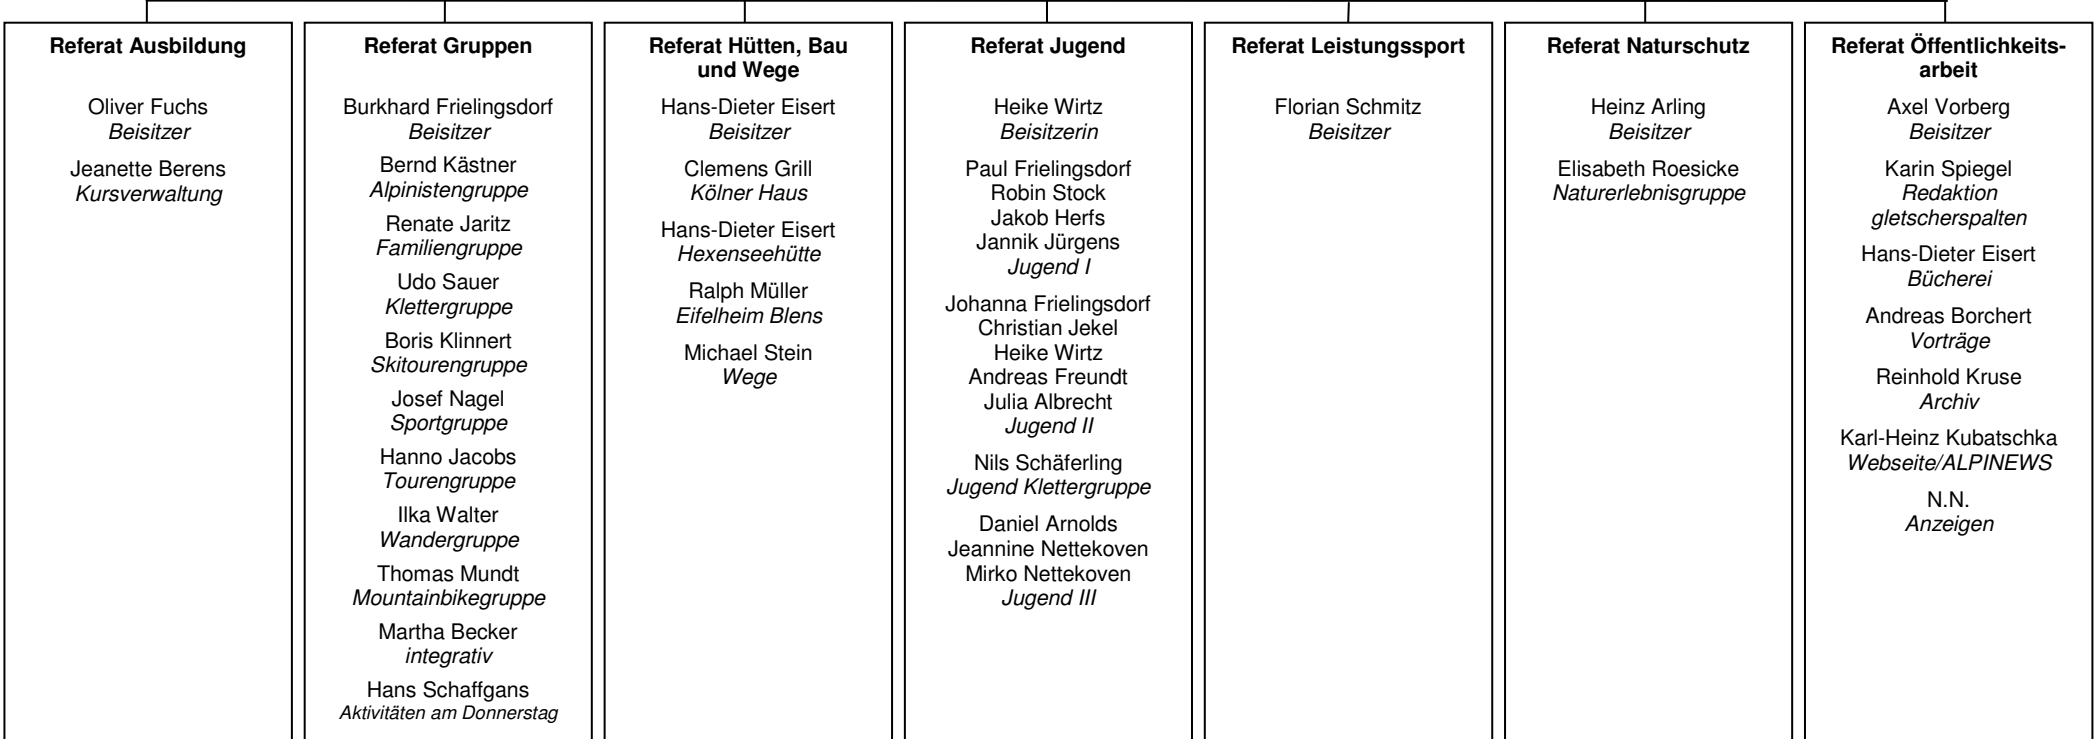 Referat Ausbildung
Oliver Fuchs
Beisitzer
Jeanette Berens
Kursverwaltung
Referat Gruppen
Burkhard Frielingsdorf
Beisitzer
Bernd Kästner
Alpinistengruppe
Renate Jaritz
Familiengruppe
Udo Sauer
Klettergruppe
Boris Klinnert
Skitourengruppe
Josef Nagel
Sportgruppe
Hanno Jacobs
Tourengruppe
Ilka Walter
Wandergruppe
Thomas Mundt
Mountainbikegruppe
Martha Becker
integrativ
Hans Schaffgans
Aktivitäten am Donnerstag
Referat Hütten, Bau
und Wege
Hans-Dieter Eisert
Beisitzer
Clemens Grill
Kölner Haus
Hans-Dieter Eisert
Hexenseehütte
Ralph Müller
Eifelheim Blens
Michael Stein
Wege
Referat Jugend
Heike Wirtz
Beisitzerin
Paul Frielingsdorf
Robin Stock
Jakob Herfs
Jannik Jürgens
Jugend I
Johanna Frielingsdorf
Christian Jekel
Heike Wirtz
Andreas Freundt
Julia Albrecht
Jugend II
Nils Schäferling
Jugend Klettergruppe
Daniel Arnolds
Jeannine Nettekoven
Mirko Nettekoven
Jugend III
Referat Leistungssport
Florian Schmitz
Beisitzer
Referat Naturschutz
Heinz Arling
Beisitzer
Elisabeth Roesicke
Naturerlebnisgruppe
Referat Öffentlichkeits-
arbeit
Axel Vorberg
Beisitzer
Karin Spiegel
Redaktion
gletscherspalten
Hans-Dieter Eisert
Bücherei
Andreas Borchert
Vorträge
Reinhold Kruse
Archiv
Karl-Heinz Kubatschka
Webseite/ALPINEWS
N.N.
Anzeigen